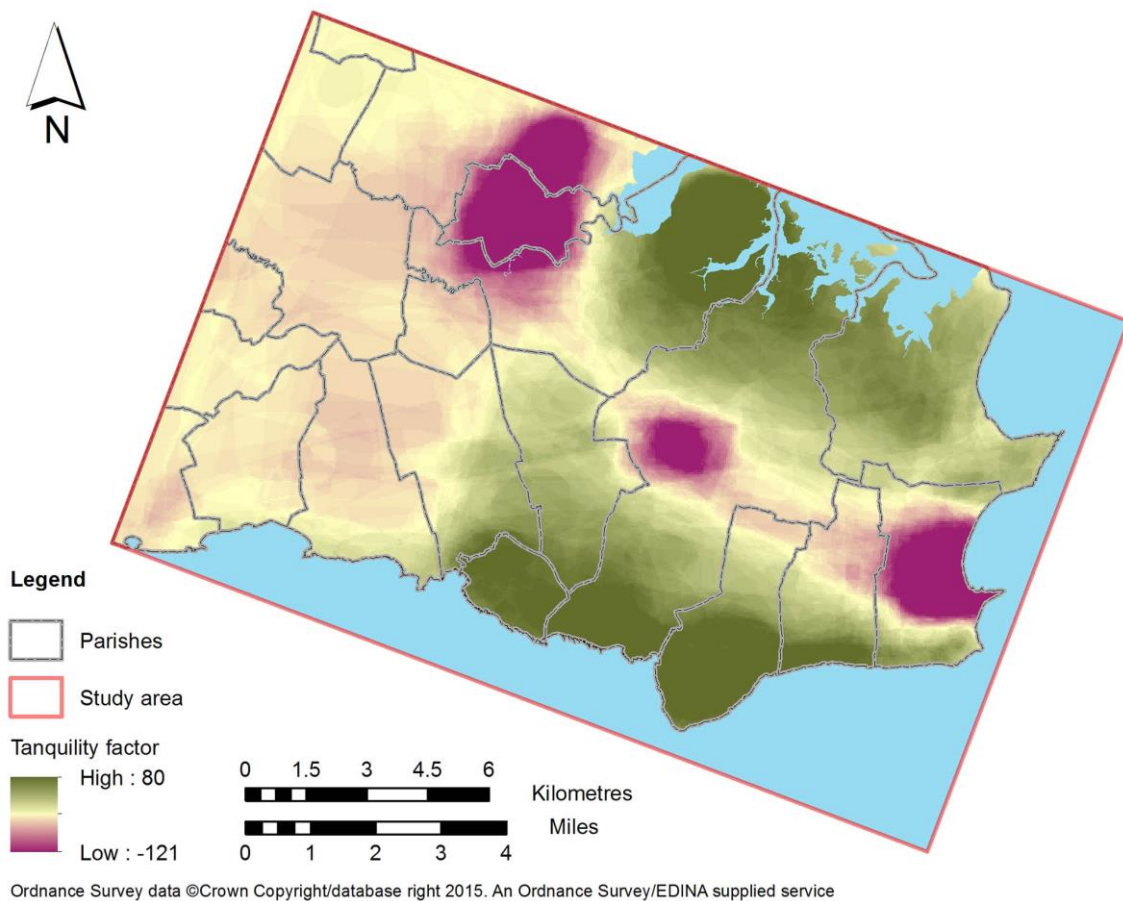 N
Legend
Parishes
Study area
Tanquility factor
High : 80
Low : -121
0 1.5 3 4.5 6
Kilometres
Miles
0 1 2 3 4
Ordnance Survey data ©Crown Copyright/database right 2015. An Ordnance Survey/EDINA supplied service